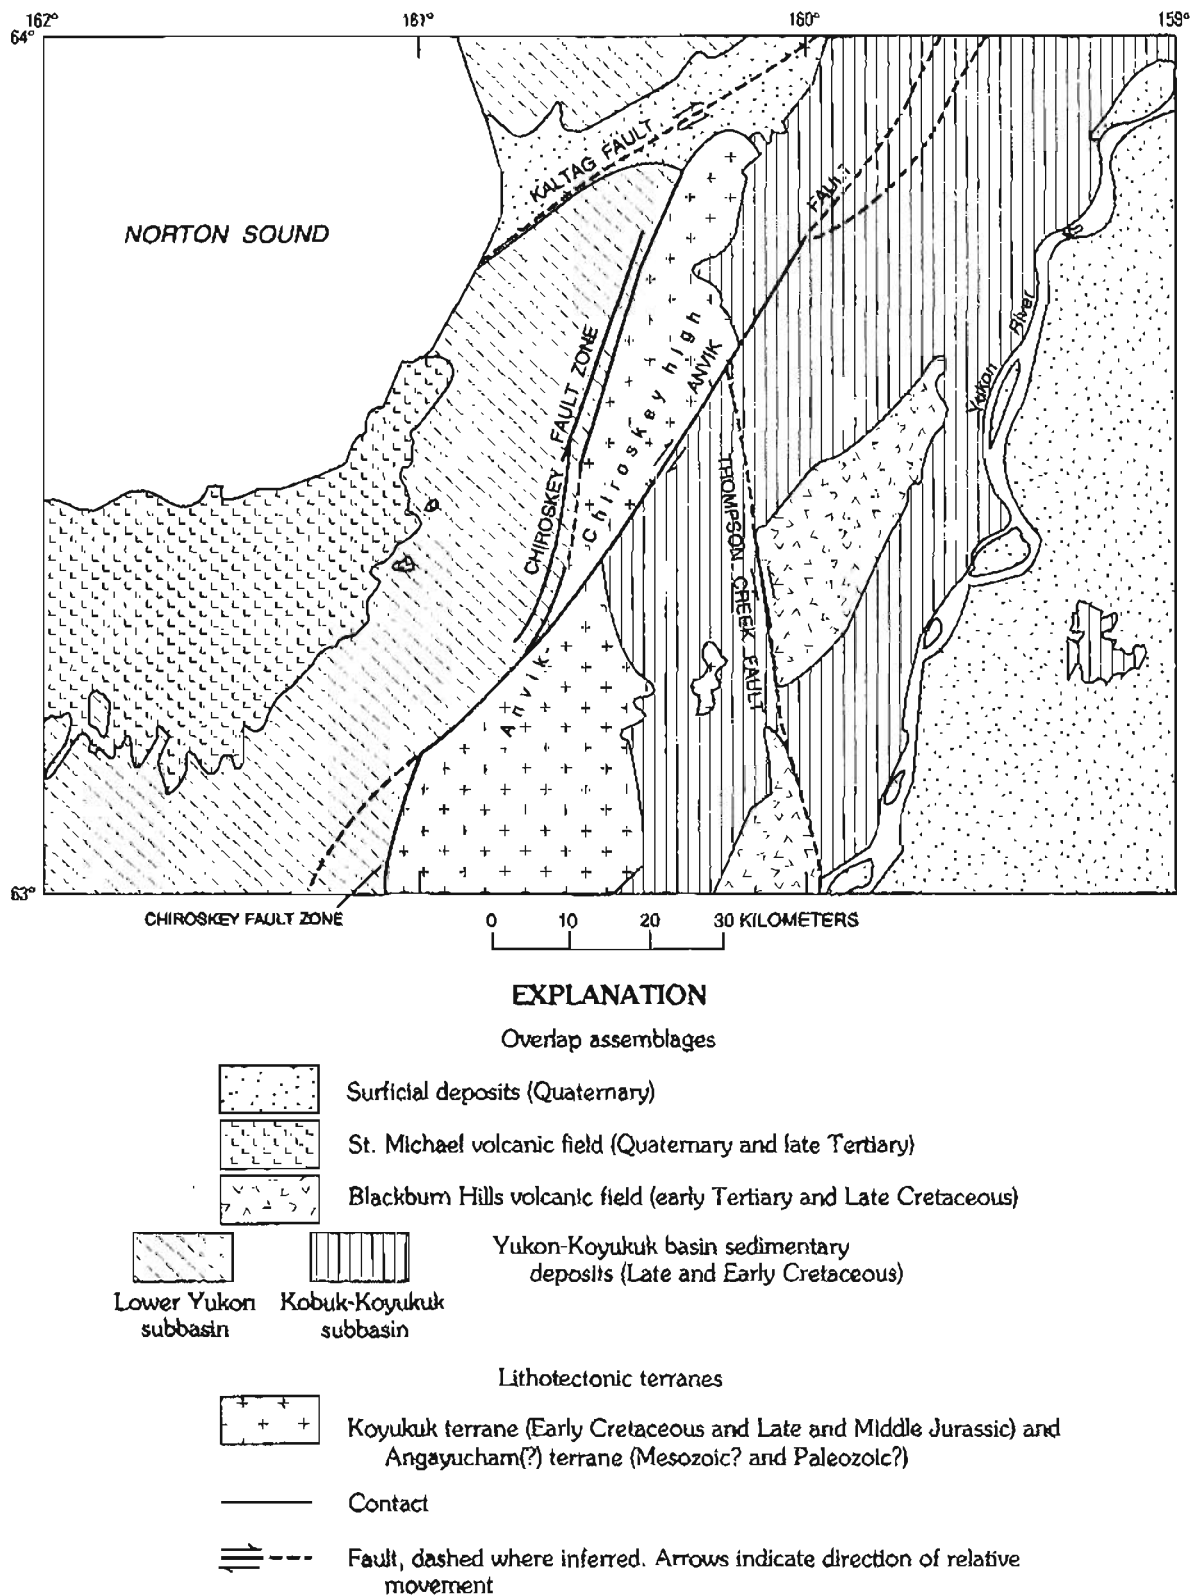 162°
161°
160°
159°
64°
KALTAG FAULT
FAULT
NORTON SOUND
River
Yukon
CHIROSKEY FAULT ZONE
Anvik-Chiroskey high
ANVIK
THOMPSON CREEK FAULT
63°
CHIROSKEY FAULT ZONE
0 10 20 30 KILOMETERS
EXPLANATION
Overlap assemblages
Surficial deposits (Quaternary)
St. Michael volcanic field (Quaternary and late Tertiary)
Blackburn Hills volcanic field (early Tertiary and Late Cretaceous)
Yukon-Koyukuk basin sedimentary
deposits (Late and Early Cretaceous)
Lower Yukon
subbasin
Kobuk-Koyukuk
subbasin
Lithotectonic terranes
Koyukuk terrane (Early Cretaceous and Late and Middle Jurassic) and
Angayucham(?) terrane (Mesozoic? and Paleozoic?)
Contact
Fault, dashed where inferred. Arrows indicate direction of relative
movement